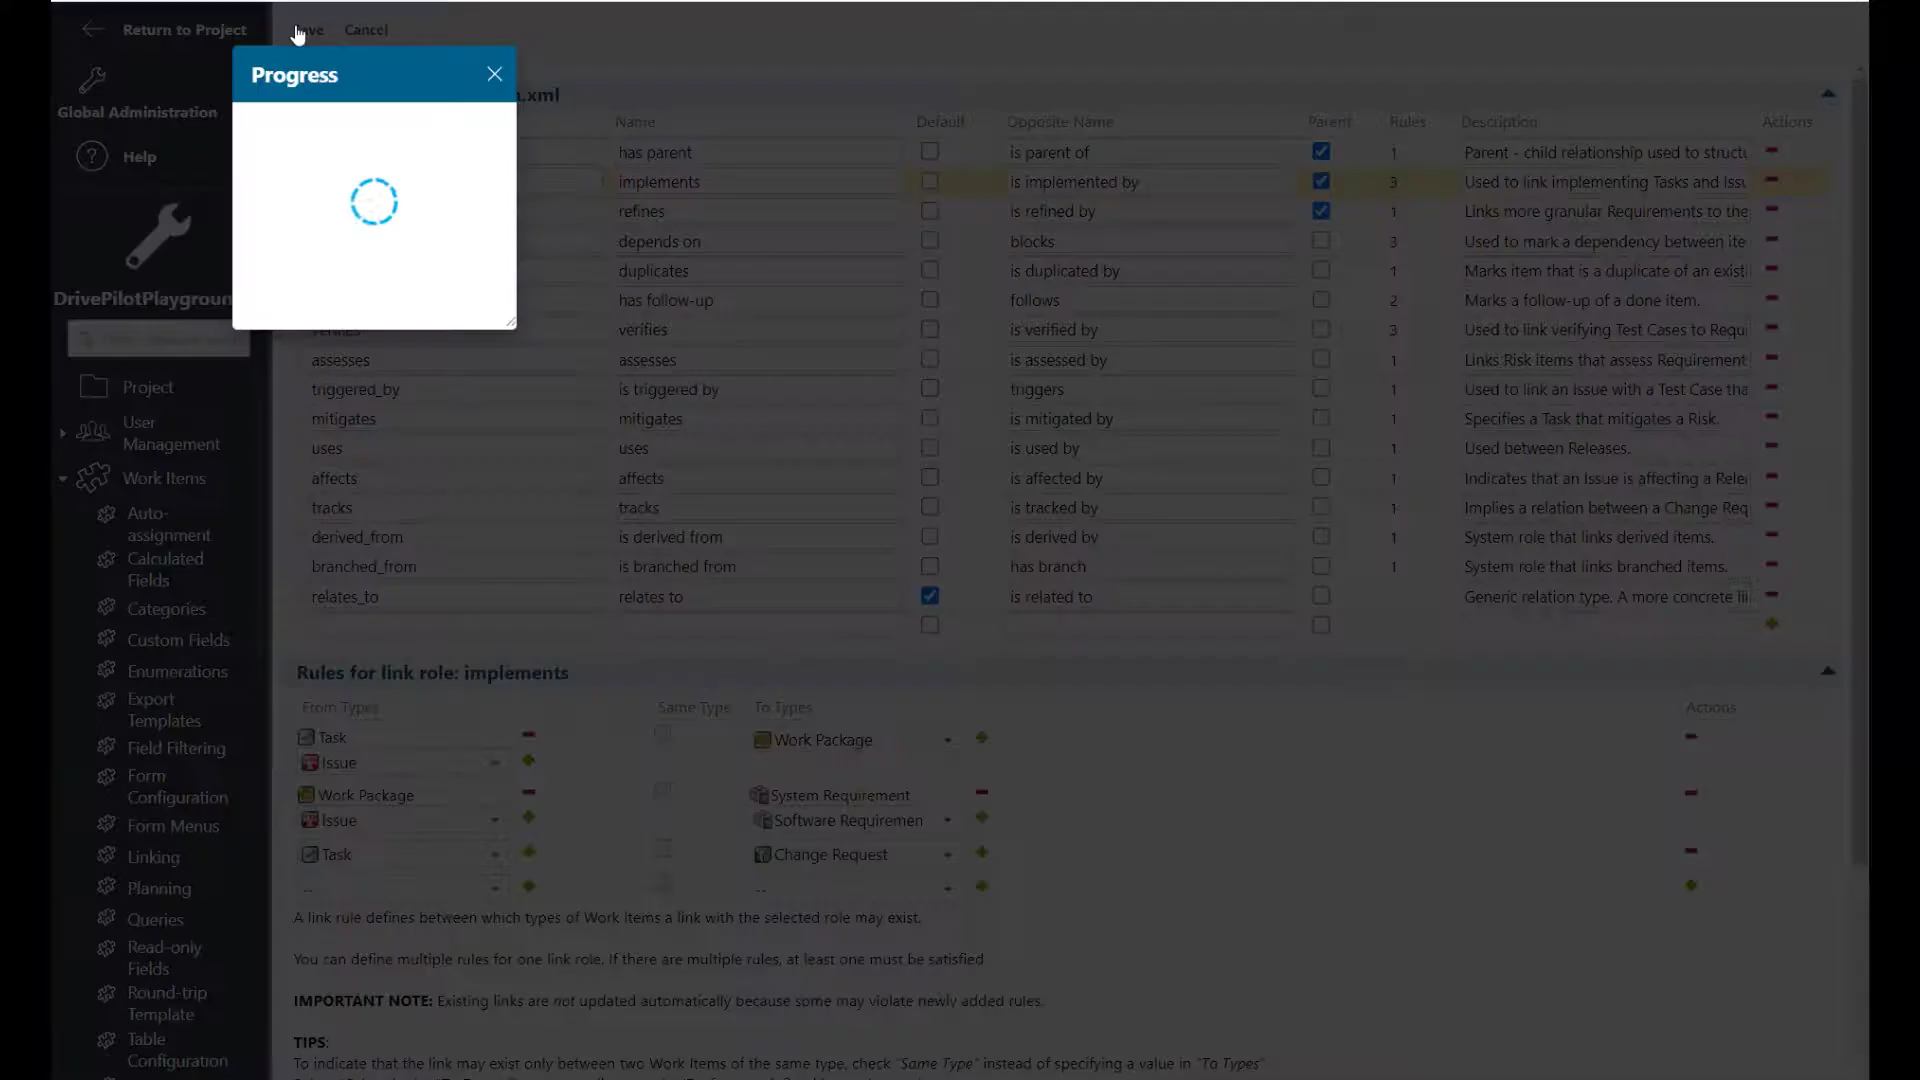 Return to Project
Cancel
Progress
Global Administration
n.xml
Name Default Opposite Name Parent Rules Description Actions
Help
has parent is parent of 1 Parent - child relationship used to structu
implements is implemented by 3 Used to link implementing Tasks and Issu
refines is refined by 1 Links more granular Requirements to the
depends on blocks 3 Used to mark a dependency between ite
duplicates is duplicated by 1 Marks item that is a duplicate of an existi
DrivePilotPlaygroun
has follow-up follows 2 Marks a follow-up of a done item.
verifies verifies is verified by 3 Used to link verifying Test Cases to Requi
assesses assesses is assessed by 1 Links Risk items that assess Requirement
Project
triggered_by is triggered by triggers 1 Used to link an Issue with a Test Case tha
User
Management
mitigates mitigates is mitigated by 1 Specifies a Task that mitigates a Risk.
uses uses is used by 1 Used between Releases.
Work Items
affects affects is affected by 1 Indicates that an Issue is affecting a Relea
tracks tracks is tracked by 1 Implies a relation between a Change Req
Auto-
assignment
derived_from is derived from is derived by 1 System role that links derived items.
Calculated
Fields
branched_from is branched from has branch 1 System role that links branched items.
relates_to relates to is related to Generic relation type. A more concrete li
Categories
Custom Fields
Enumerations
Export
Templates
Field Filtering
Form
Configuration
Form Menus
Linking
Planning
Queries
Read-only
Fields
Round-trip
Template
Table
Configuration
Rules for link role: implements
From Types Same Type To Types Actions
Task Work Package
Issue
Work Package System Requirement
Issue Software Requiremen
Task Change Request
-- --
A link rule defines between which types of Work Items a link with the selected role may exist.
You can define multiple rules for one link role. If there are multiple rules, at least one must be satisfied
IMPORTANT NOTE: Existing links are not updated automatically because some may violate newly added rules.
TIPS:
To indicate that the link may exist only between two Work Items of the same type, check "Same Type" instead of specifying a value in "To Types"